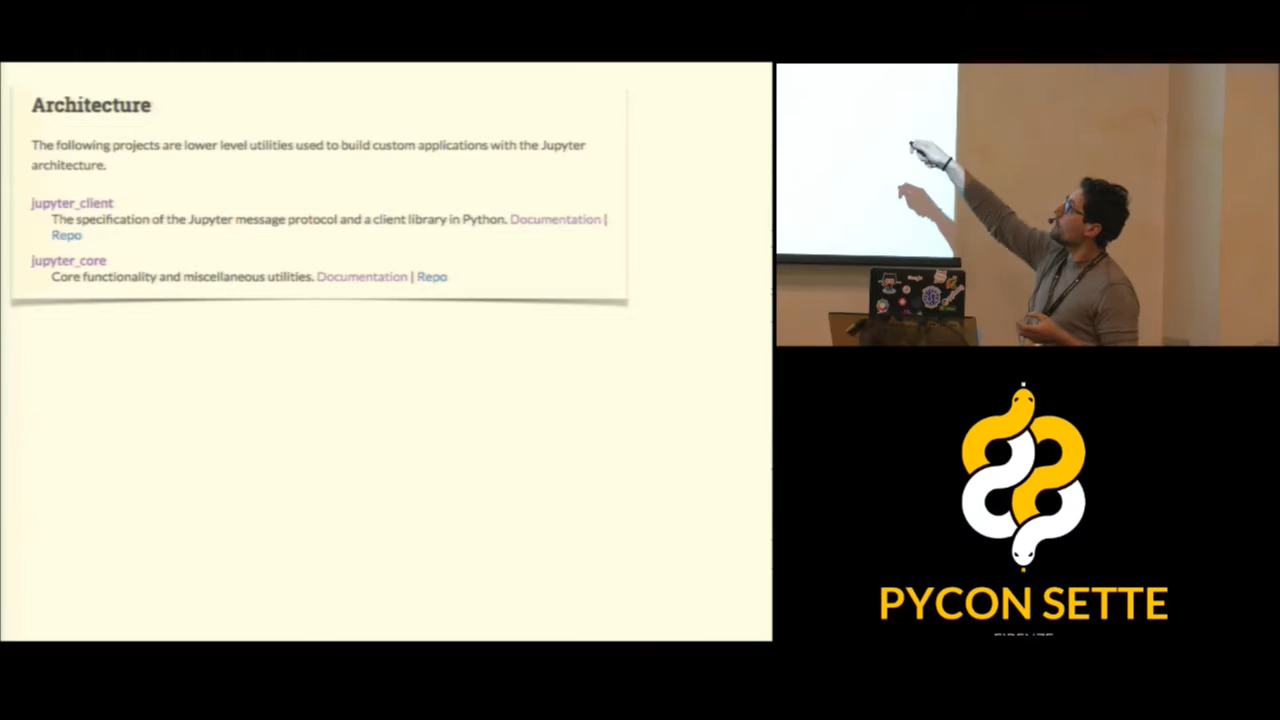 Architecture
The following projects are lower level utilities used to build custom applications with the Jupyter
architecture.
jupyter_client
The specification of the Jupyter message protocol and a client library in Python. Documentation |
Repo
jupyter_core
Core functionality and miscellaneous utilities. Documentation | Repo
PYCON SETTE